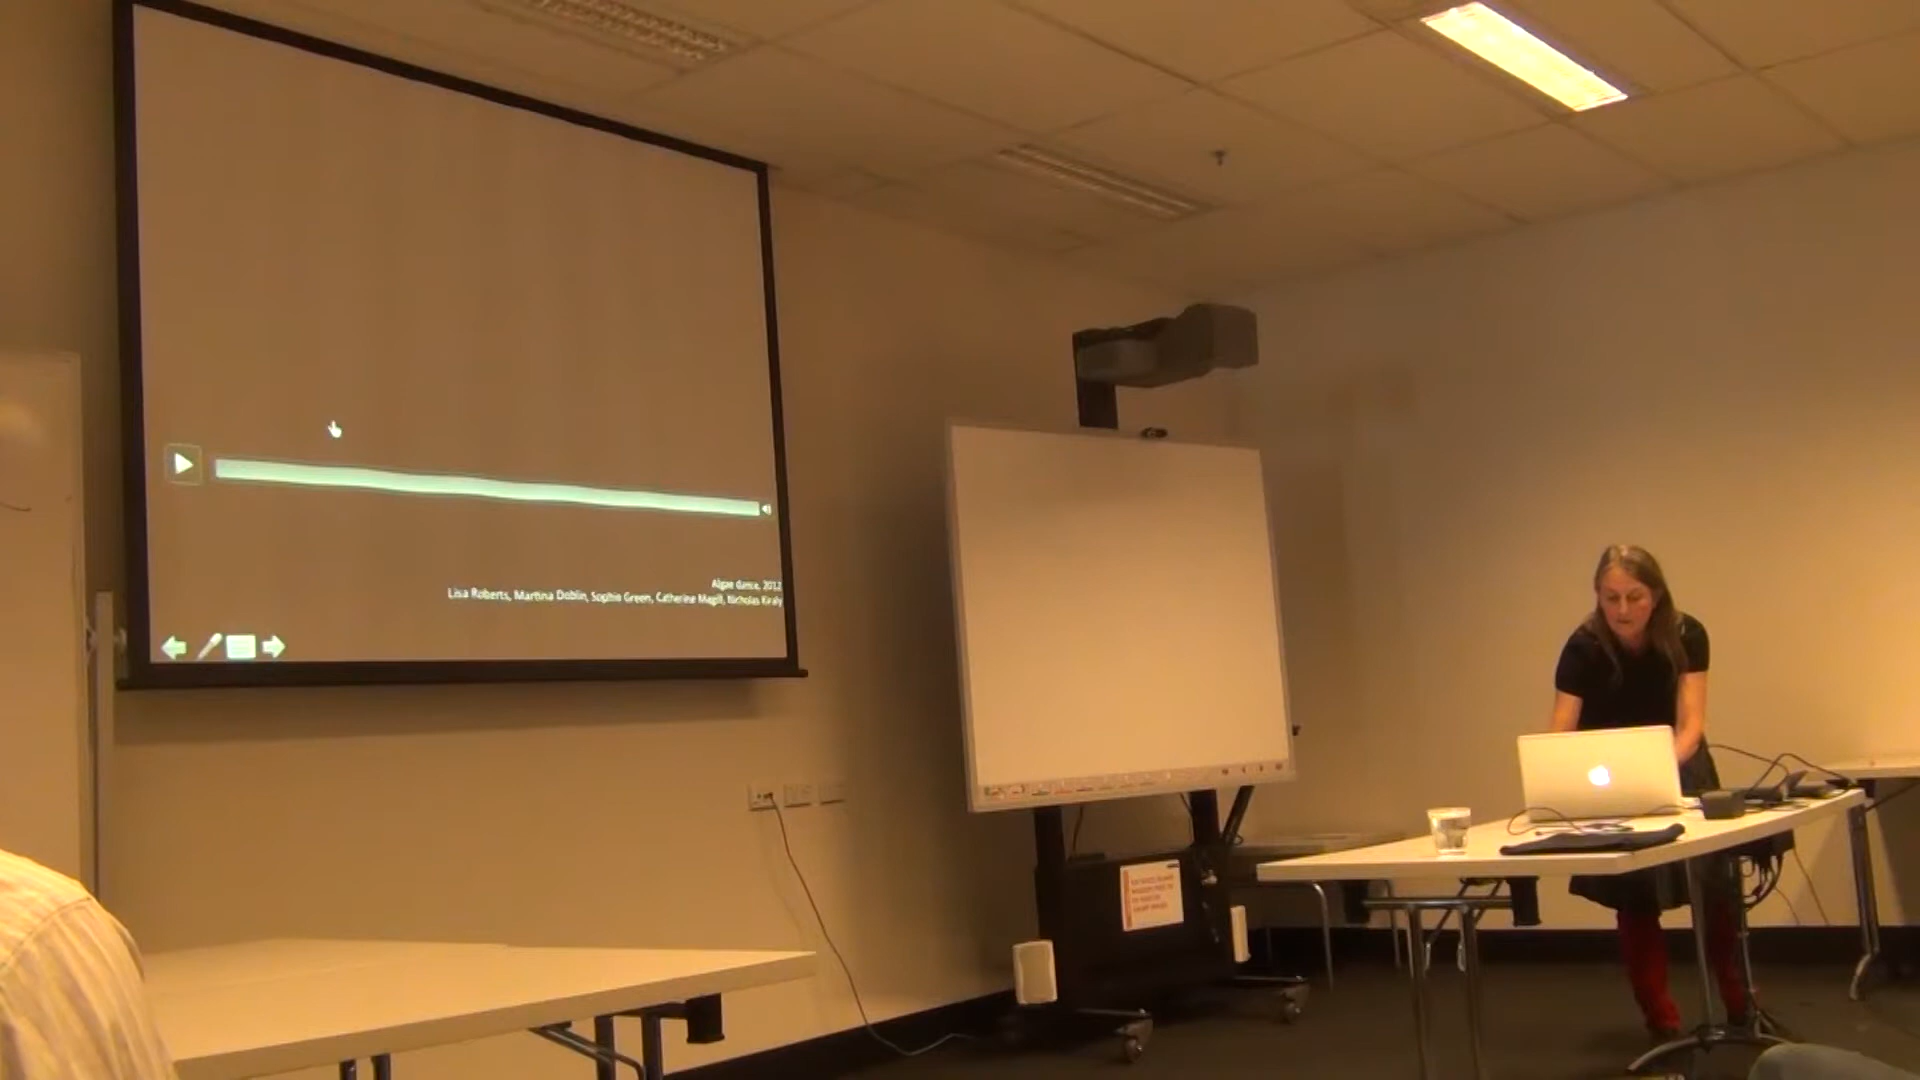 Algae dance, 2012
Lisa Roberts, Martina Doblin, Sophie Green, Catherine Magill, Nicholas Kiraly